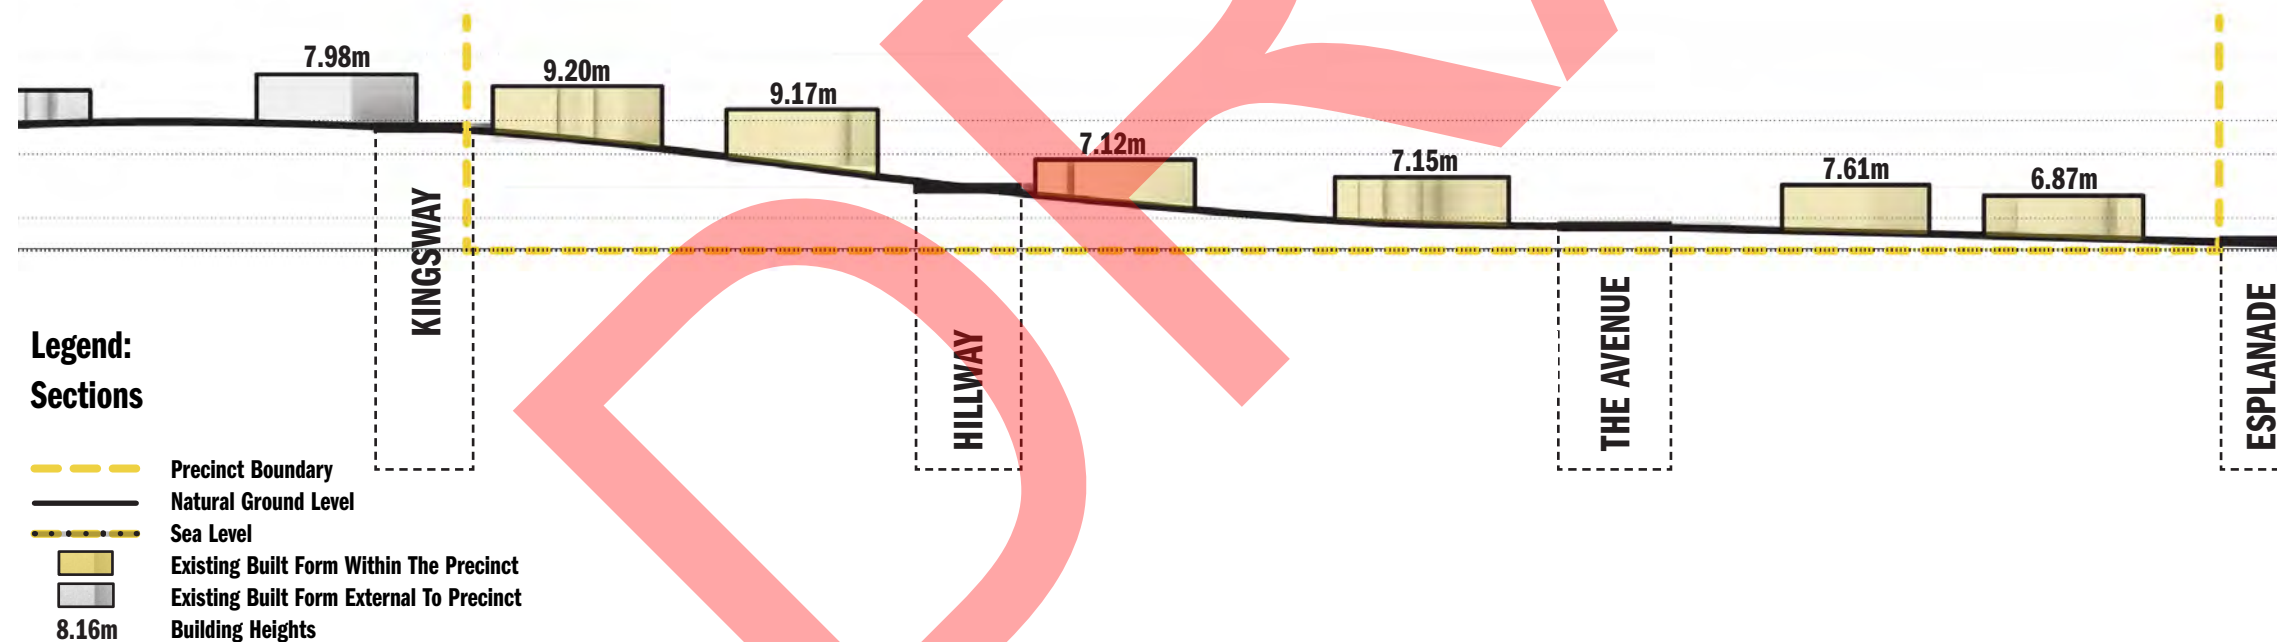 7.98m
9.20m
9.17m
7.12m
7.15m
7.61m
6.87m
KINGSWAY
HILLWAY
THE AVENUE
ESPLANADE
Legend:
Sections
Precinct Boundary
Natural Ground Level
Sea Level
Existing Built Form Within The Precinct
Existing Built Form External To Precinct
8.16m Building Heights